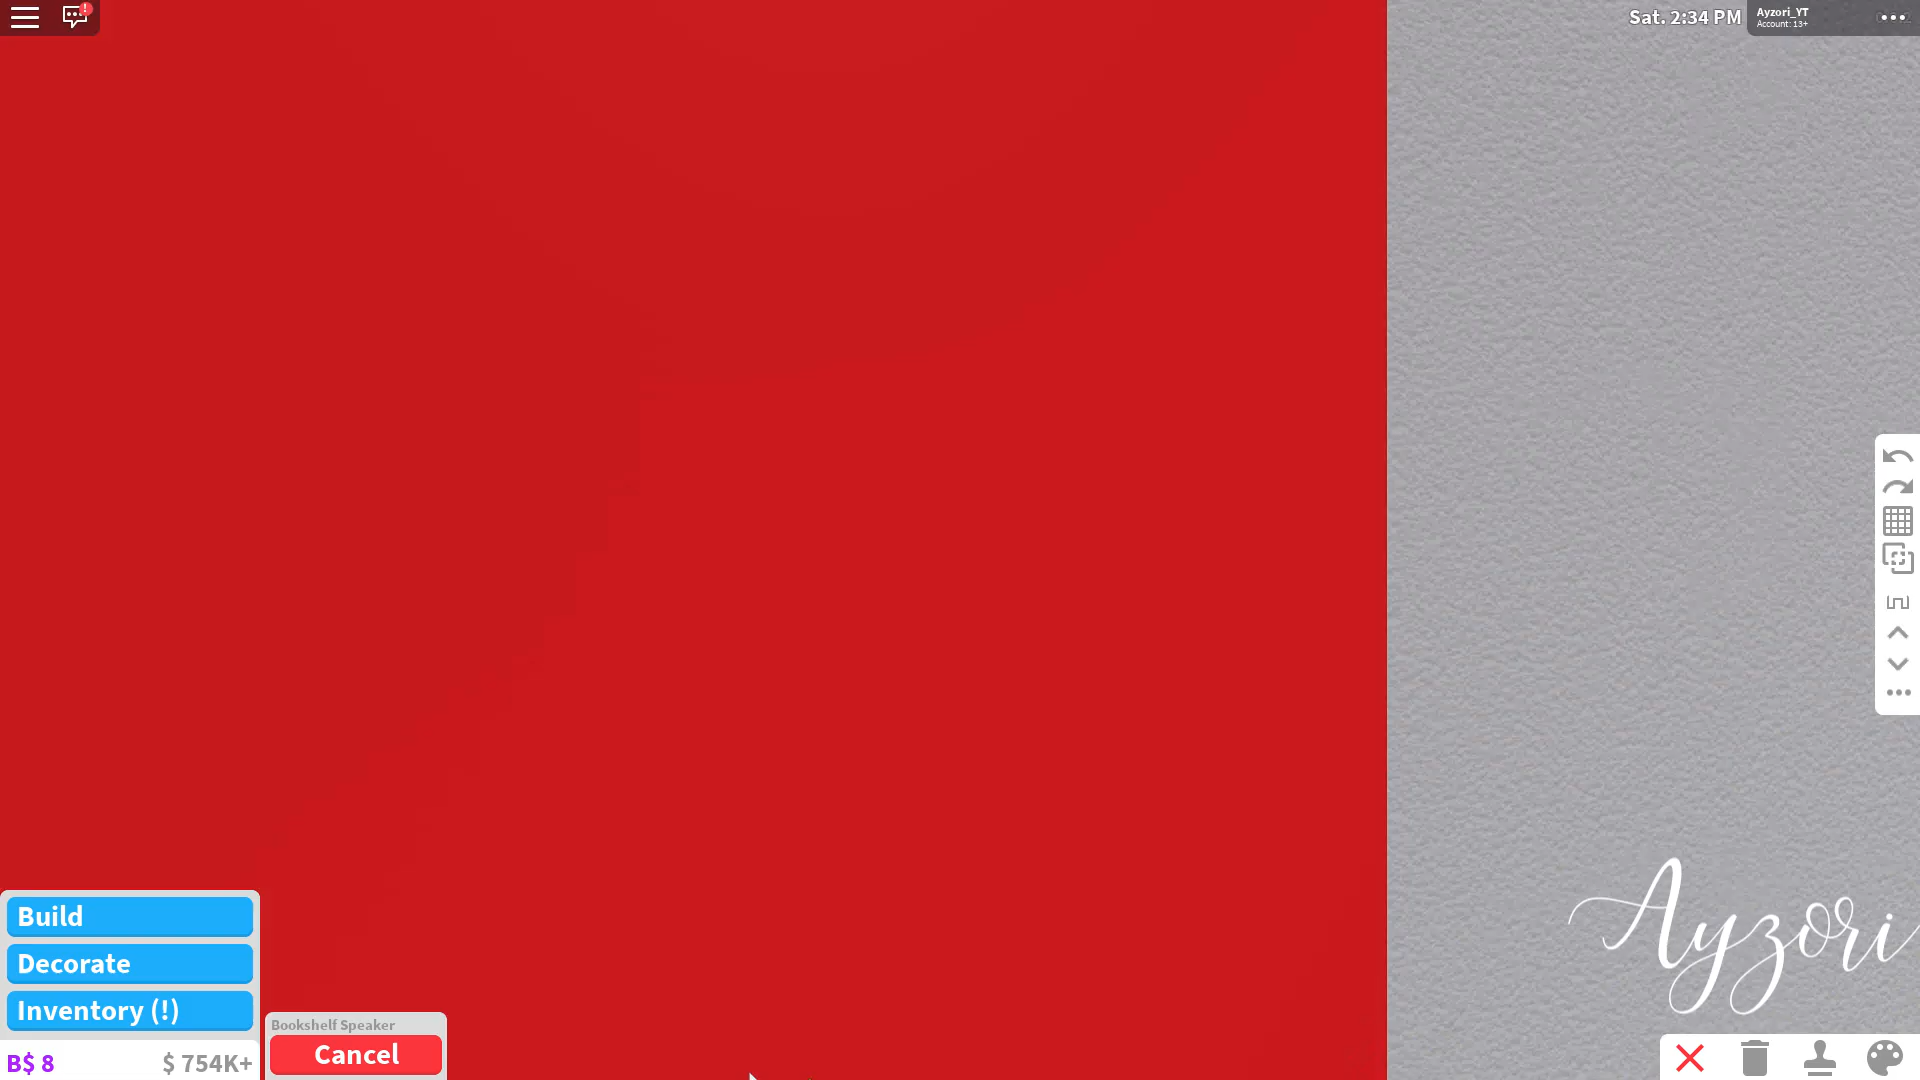 Sat. 2:34 PM
Ayzori_YT
Account: 13+
Build
Decorate
Inventory (!)
B$ 8
$ 754K+
Bookshelf Speaker
Cancel
Ayzori